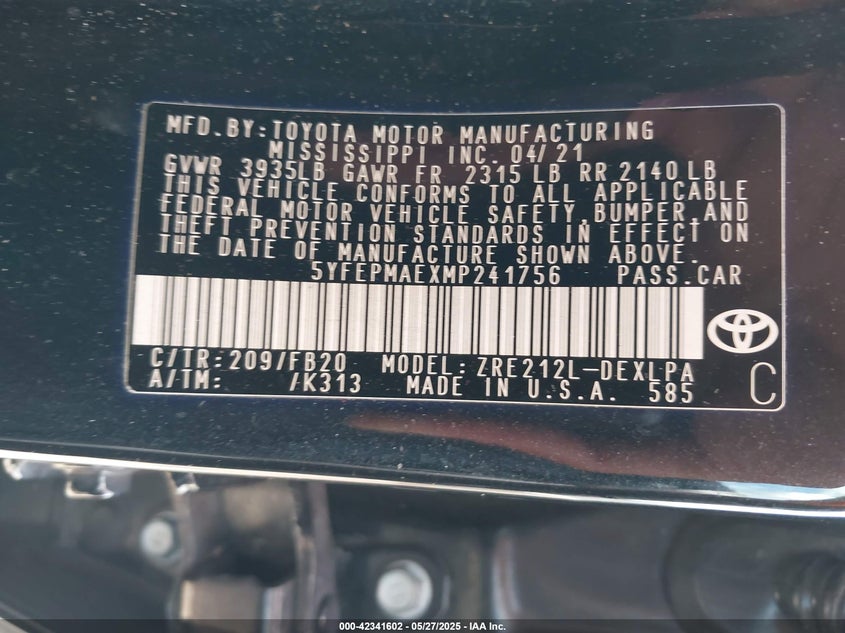 MFD.BY:TOYOTA MOTOR MANUFACTURING
MISSISSIPPI INC. 04/21
GVWR 3935LB GAWR FR 2315 LB RR 2140 LB
THIS VEHICLE CONFORMS TO ALL APPLICABLE
FEDERAL MOTOR VEHICLE SAFETY,BUMPER,AND
THEFT PREVENTION STANDARDS IN EFFECT ON
THE DATE OF MANUFACTURE SHOWN ABOVE.
5YFEPMAEXMP241756 PASS.CAR
C/TR:209/FB20 MODEL:ZRE212L-DEXLPA
A/TM: /K313 MADE IN U.S.A. 585
C
000-42341602 - 05/27/2025 - IAA Inc.